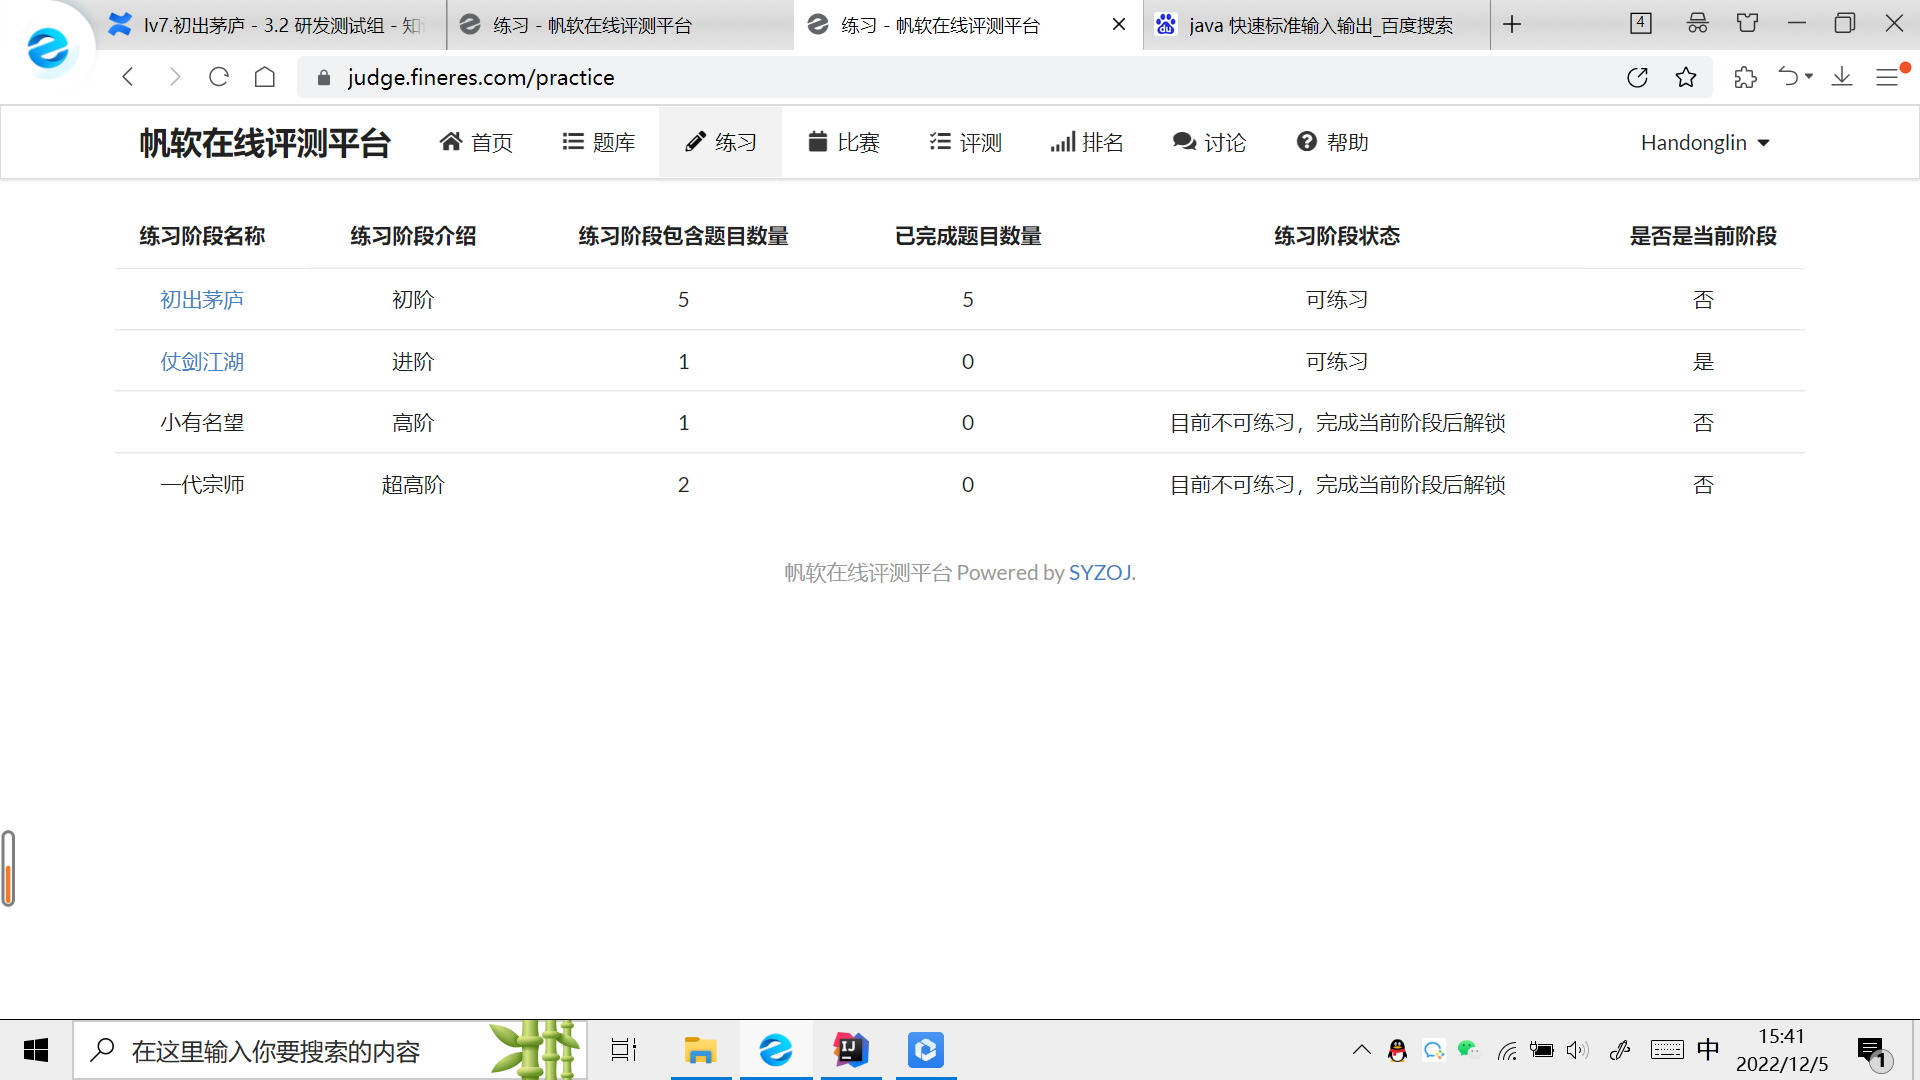 lv7.初出茅庐 - 3.2 研发测试组 - 知
练习 - 帆软在线评测平台
练习 - 帆软在线评测平台
java 快速标准输入输出_百度搜索
4
judge.fineres.com/practice
帆软在线评测平台 首页 题库 练习 比赛 评测 排名 讨论 帮助 Handonglin
练习阶段名称 练习阶段介绍 练习阶段包含题目数量 已完成题目数量 练习阶段状态 是否是当前阶段
初出茅庐 初阶 5 5 可练习 否
仗剑江湖 进阶 1 0 可练习 是
小有名望 高阶 1 0 目前不可练习，完成当前阶段后解锁 否
一代宗师 超高阶 2 0 目前不可练习，完成当前阶段后解锁 否
帆软在线评测平台 Powered by SYZOJ.
在这里输入你要搜索的内容
IJ
中
15:41
2022/12/5
1